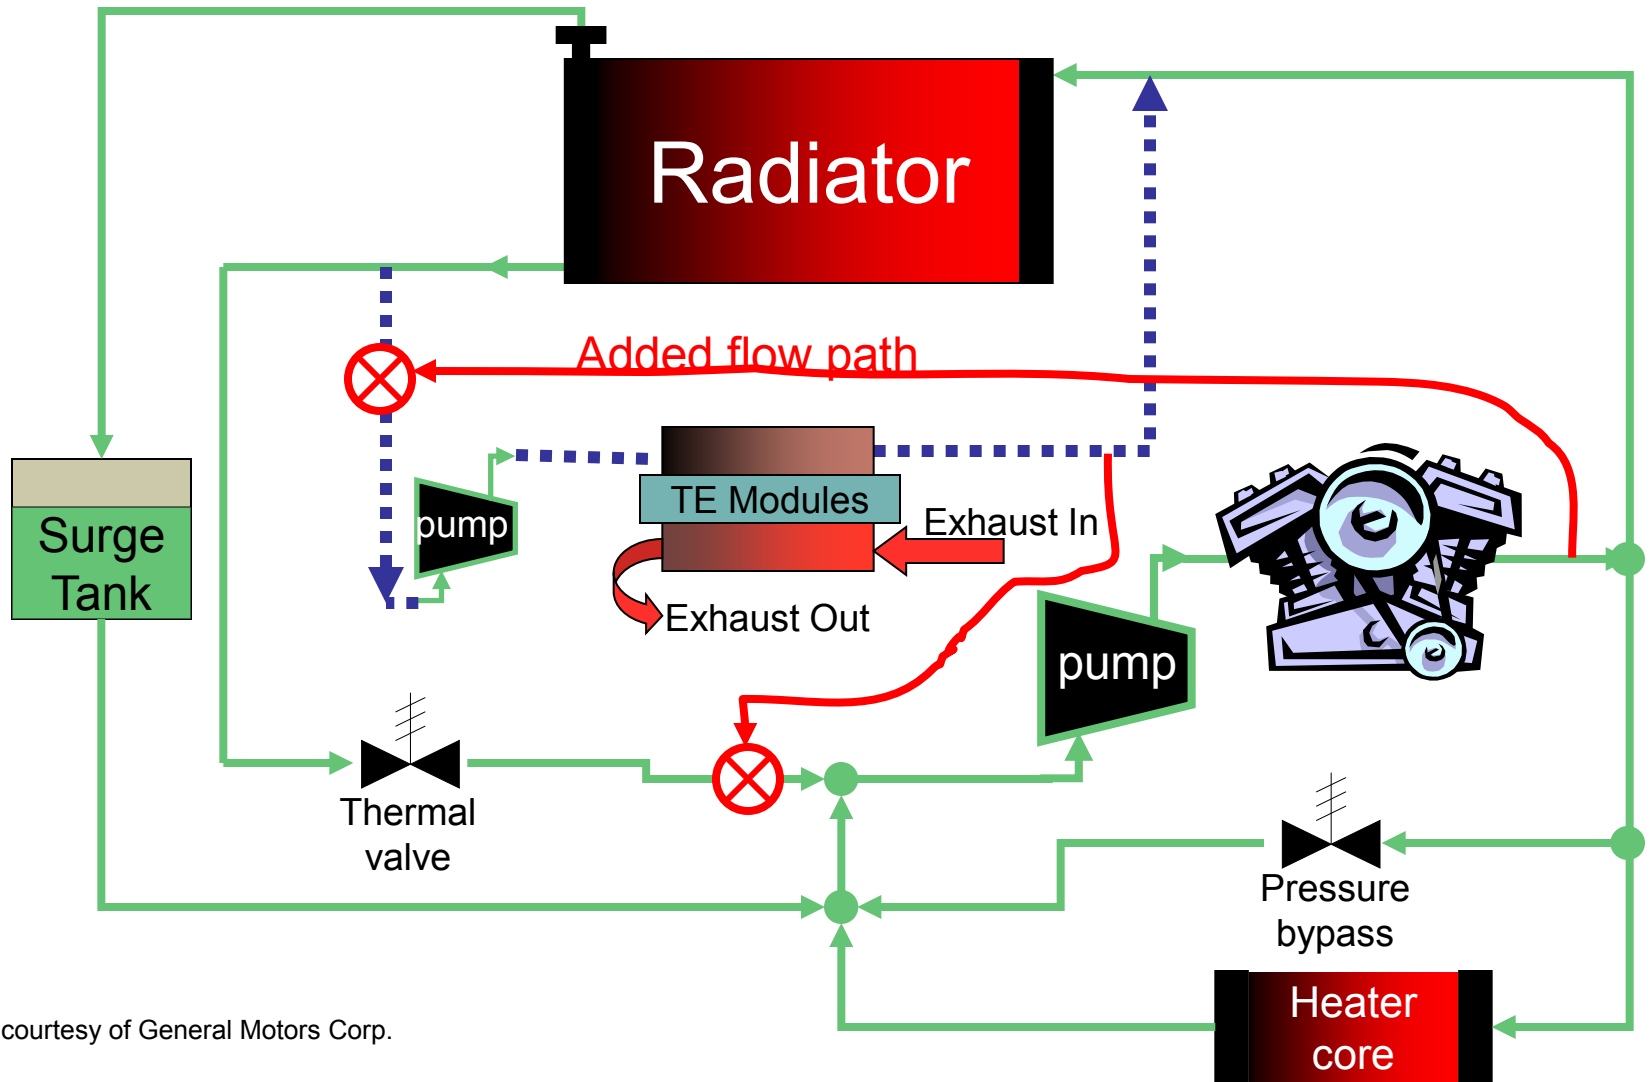 Radiator
Added flow path
Surge
Tank
pump
TE Modules
Exhaust In
Exhaust Out
pump
Thermal
valve
Pressure
bypass
Heater
core
courtesy of General Motors Corp.